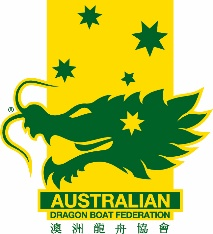 ®
AUSTRALIAN
DRAGON BOAT FEDERATION
澳洲龍舟協會